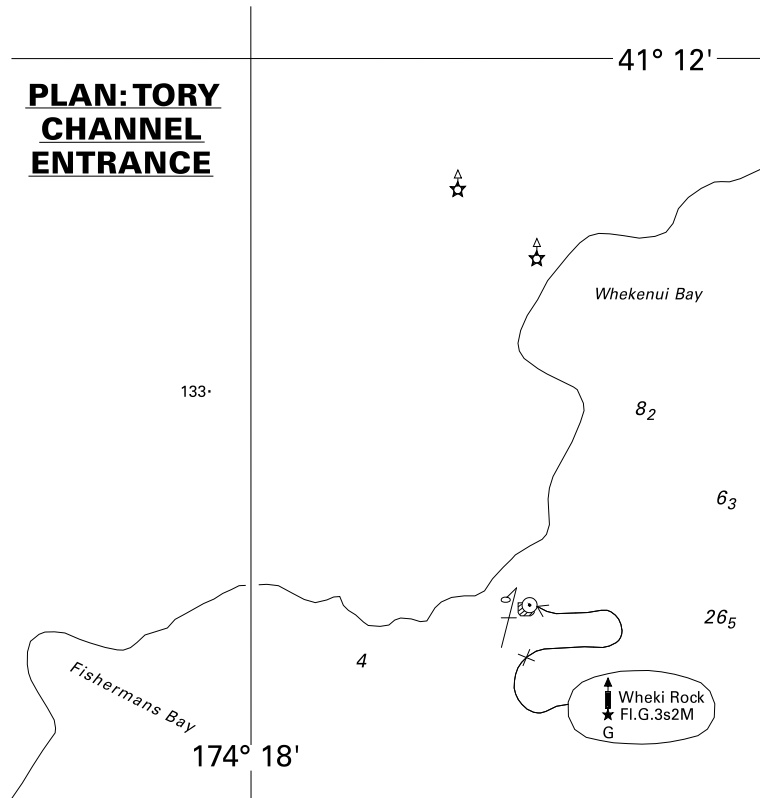 41° 12'
PLAN: TORY
CHANNEL
ENTRANCE
Whekenui Bay
133
8₂
6₃
26₅
4
Fishermans Bay
Wheki Rock
Fl.G.3s2M
G
174° 18'